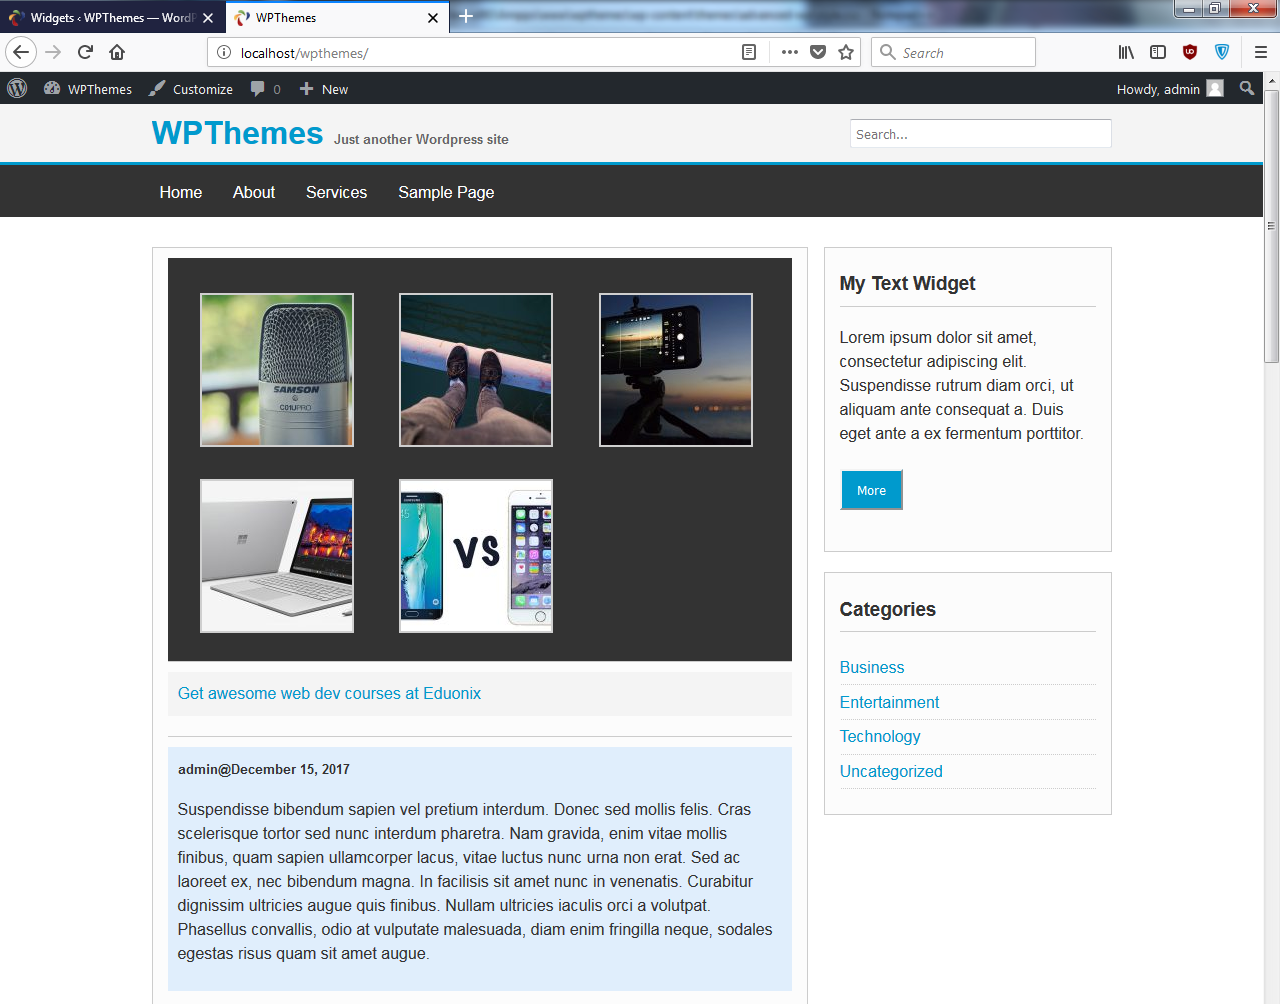 Widgets ‹ WPThemes — WordP
WPThemes
localhost/wpthemes/
Search
WPThemes
Customize
0
New
Howdy, admin
WPThemes
Just another Wordpress site
Search...
Home
About
Services
Sample Page
SAMSON
C01UPRO
VS
Get awesome web dev courses at Eduonix
admin@December 15, 2017
Suspendisse bibendum sapien vel pretium interdum. Donec sed mollis felis. Cras
scelerisque tortor sed nunc interdum pharetra. Nam gravida, enim vitae mollis
finibus, quam sapien ullamcorper lacus, vitae luctus nunc urna non erat. Sed ac
laoreet ex, nec bibendum magna. In facilisis sit amet nunc in venenatis. Curabitur
dignissim ultricies augue quis finibus. Nullam ultricies iaculis orci a volutpat.
Phasellus convallis, odio at vulputate malesuada, diam enim fringilla neque, sodales
egestas risus quam sit amet augue.
My Text Widget
Lorem ipsum dolor sit amet,
consectetur adipiscing elit.
Suspendisse rutrum diam orci, ut
aliquam ante consequat a. Duis
eget ante a ex fermentum porttitor.
More
Categories
Business
Entertainment
Technology
Uncategorized